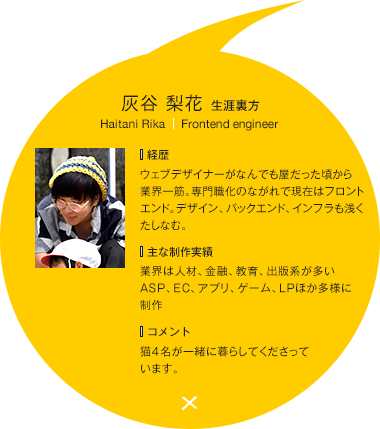 灰谷 梨花 生涯裏方
Haitani Rika | Frontend engineer
経歴
ウェブデザイナーがなんでも屋だった頃から
業界一筋。専門職化のながれで現在はフロント
エンド。デザイン、バックエンド、インフラも浅く
たしなむ。
主な制作実績
業界は人材、金融、教育、出版系が多い
ASP、EC、アプリ、ゲーム、LPほか多様に
制作
コメント
猫4名が一緒に暮らしてくださって
います。